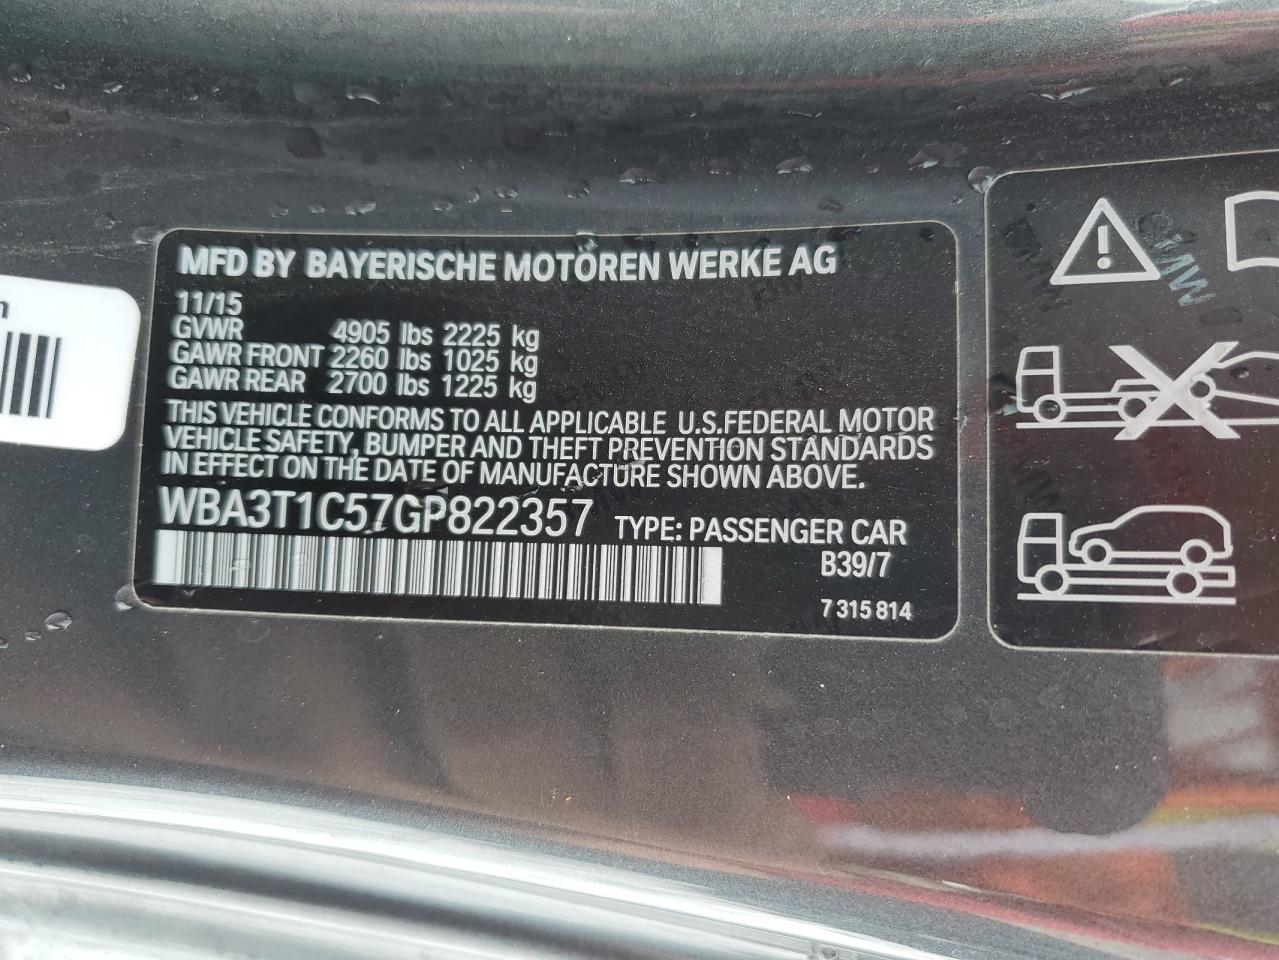 MFD BY BAYERISCHE MOTOREN WERKE AG
11/15
GVWR 4905 lbs 2225 kg
GAWR FRONT 2260 lbs 1025 kg
GAWR REAR 2700 lbs 1225 kg
THIS VEHICLE CONFORMS TO ALL APPLICABLE U.S.FEDERAL MOTOR
VEHICLE SAFETY, BUMPER AND THEFT PREVENTION STANDARDS
IN EFFECT ON THE DATE OF MANUFACTURE SHOWN ABOVE.
WBA3T1C57GP822357 TYPE: PASSENGER CAR
B39/7
7 315 814